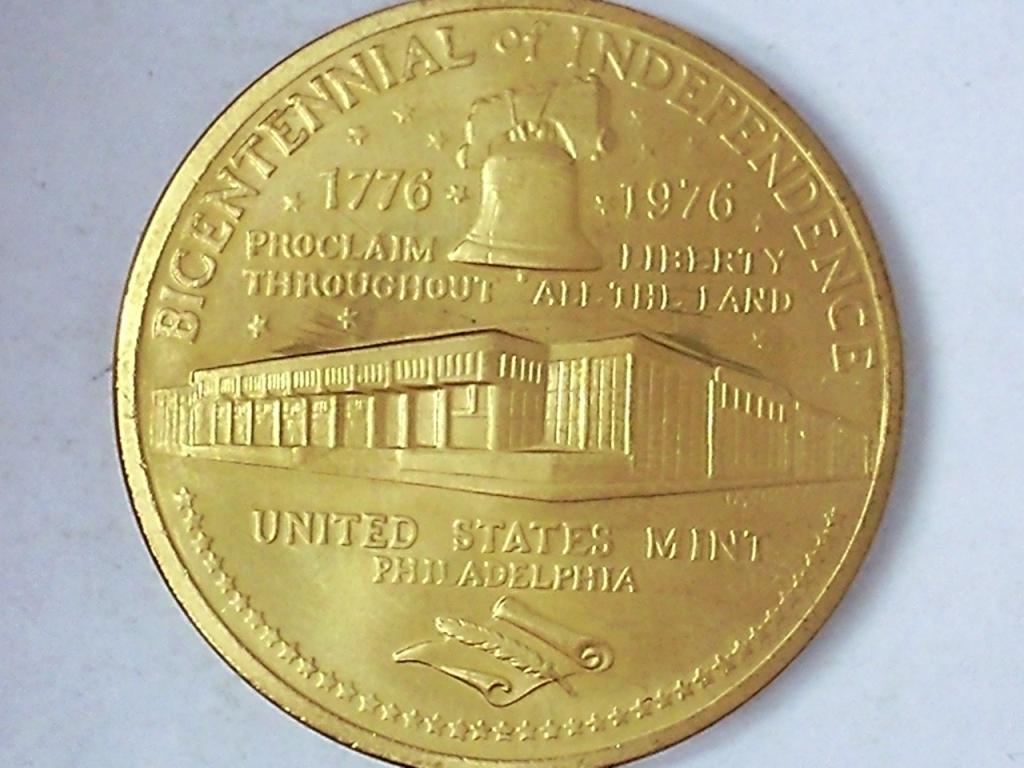 BICENTENNIAL of INDEPENDENCE
1776 1976
PROCLAIM LIBERTY
THROUGHOUT ALL THE LAND
UNITED STATES MINT
PHILADELPHIA